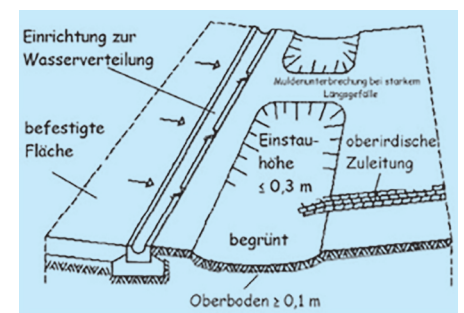 Einrichtung zur
Wasserverteilung
Muldenunterbrechung bei starkem
Längsgefälle
befestigte
Fläche
Einstau-
höhe
≤ 0,3 m
oberirdische
Zuleitung
begrünt
Oberboden ≥ 0,1 m